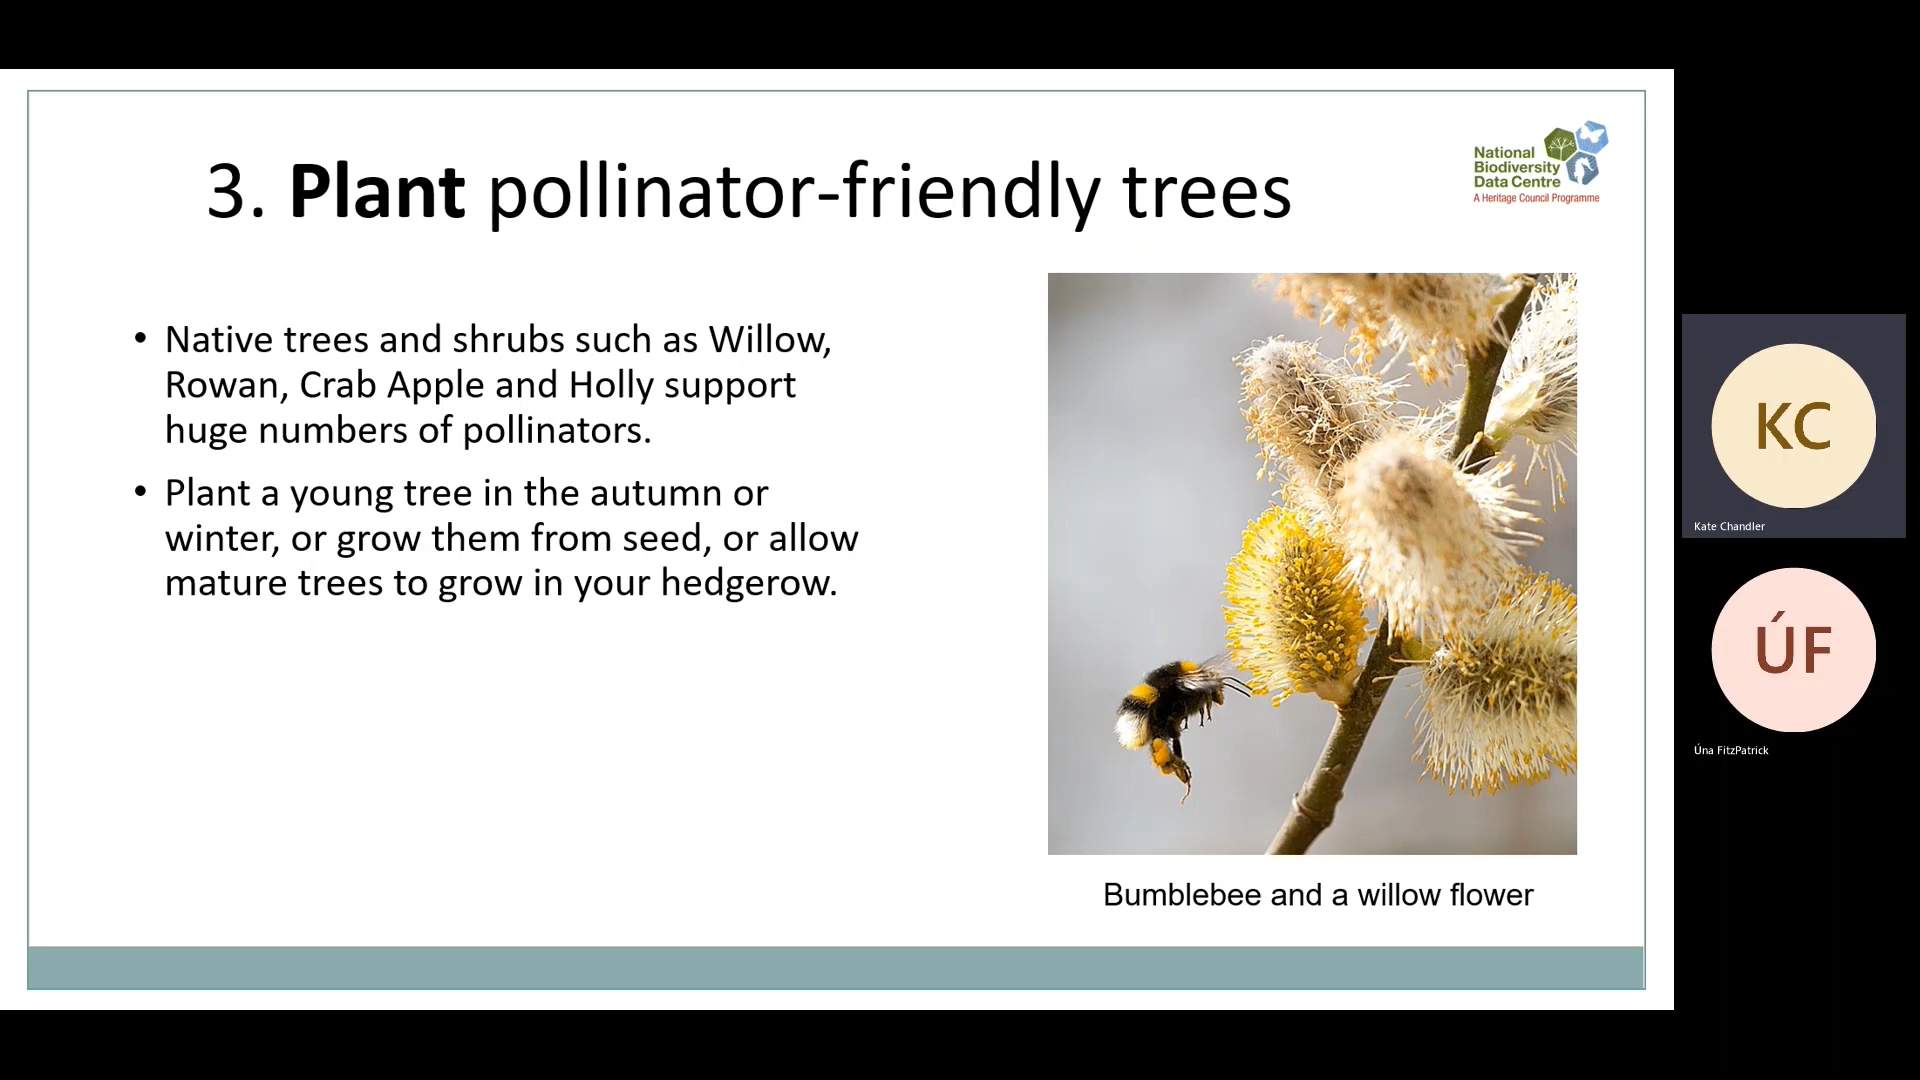 3. Plant pollinator-friendly trees
National
Biodiversity
Data Centre
A Heritage Council Programme
• Native trees and shrubs such as Willow,
Rowan, Crab Apple and Holly support
huge numbers of pollinators.
• Plant a young tree in the autumn or
winter, or grow them from seed, or allow
mature trees to grow in your hedgerow.
Bumblebee and a willow flower
KC
Kate Chandler
ÚF
Úna FitzPatrick